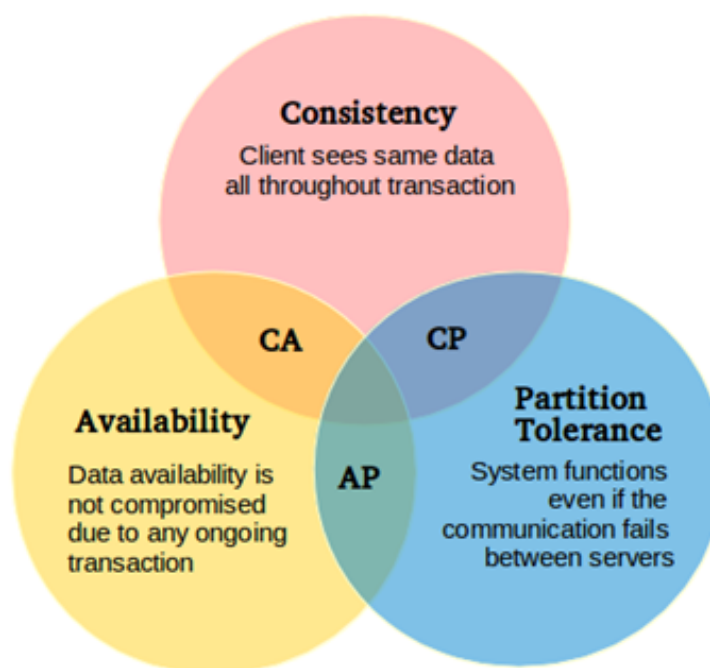 Consistency
Client sees same data
all throughout transaction
CA
CP
Availability
Data availability is
not compromised
due to any ongoing
transaction
AP
Partition
Tolerance
System functions
even if the
communication fails
between servers